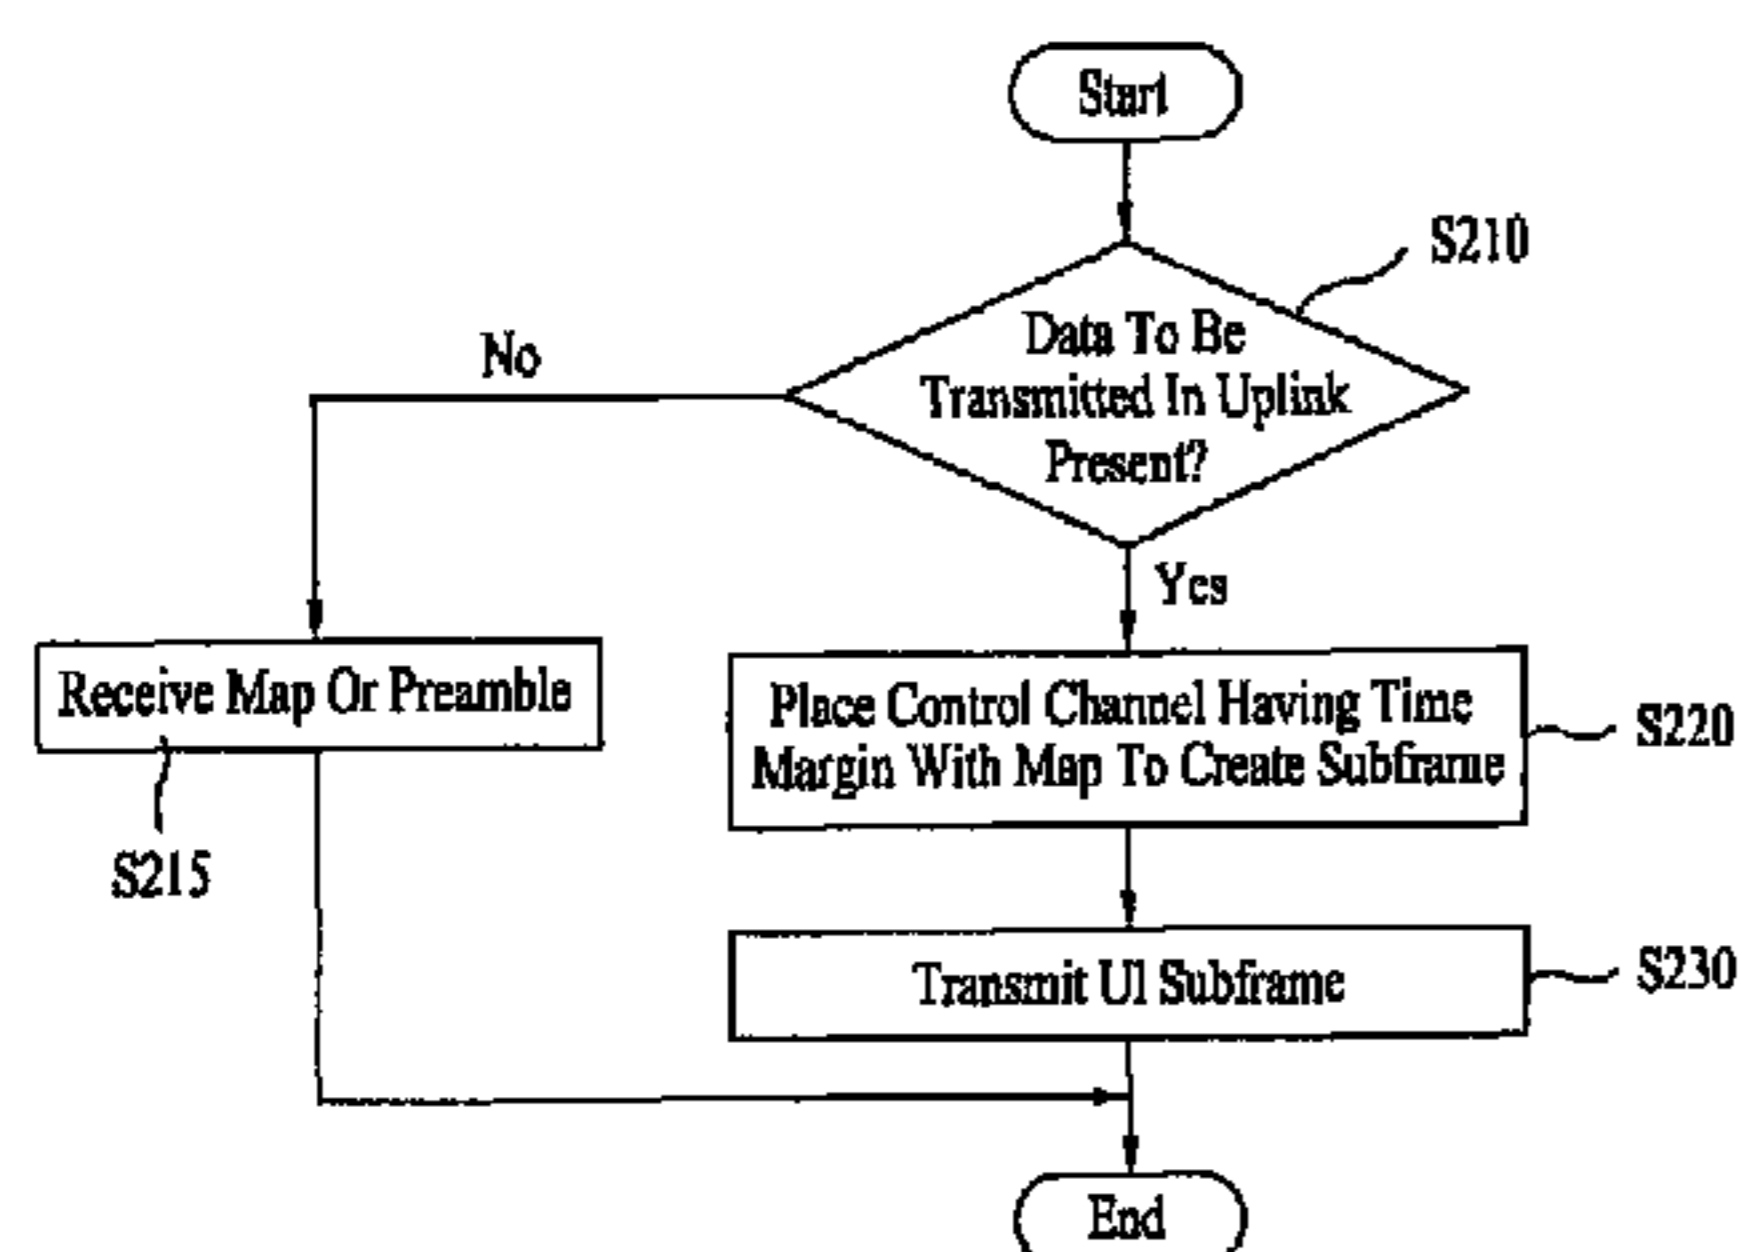 Start
S210
Data To Be
Transmitted In Uplink
Present?
No
Yes
Receive Map Or Preamble
S215
Place Control Channel Having Time
Margin With Map To Create Subframe
S220
Transmit Ul Subframe
S230
End